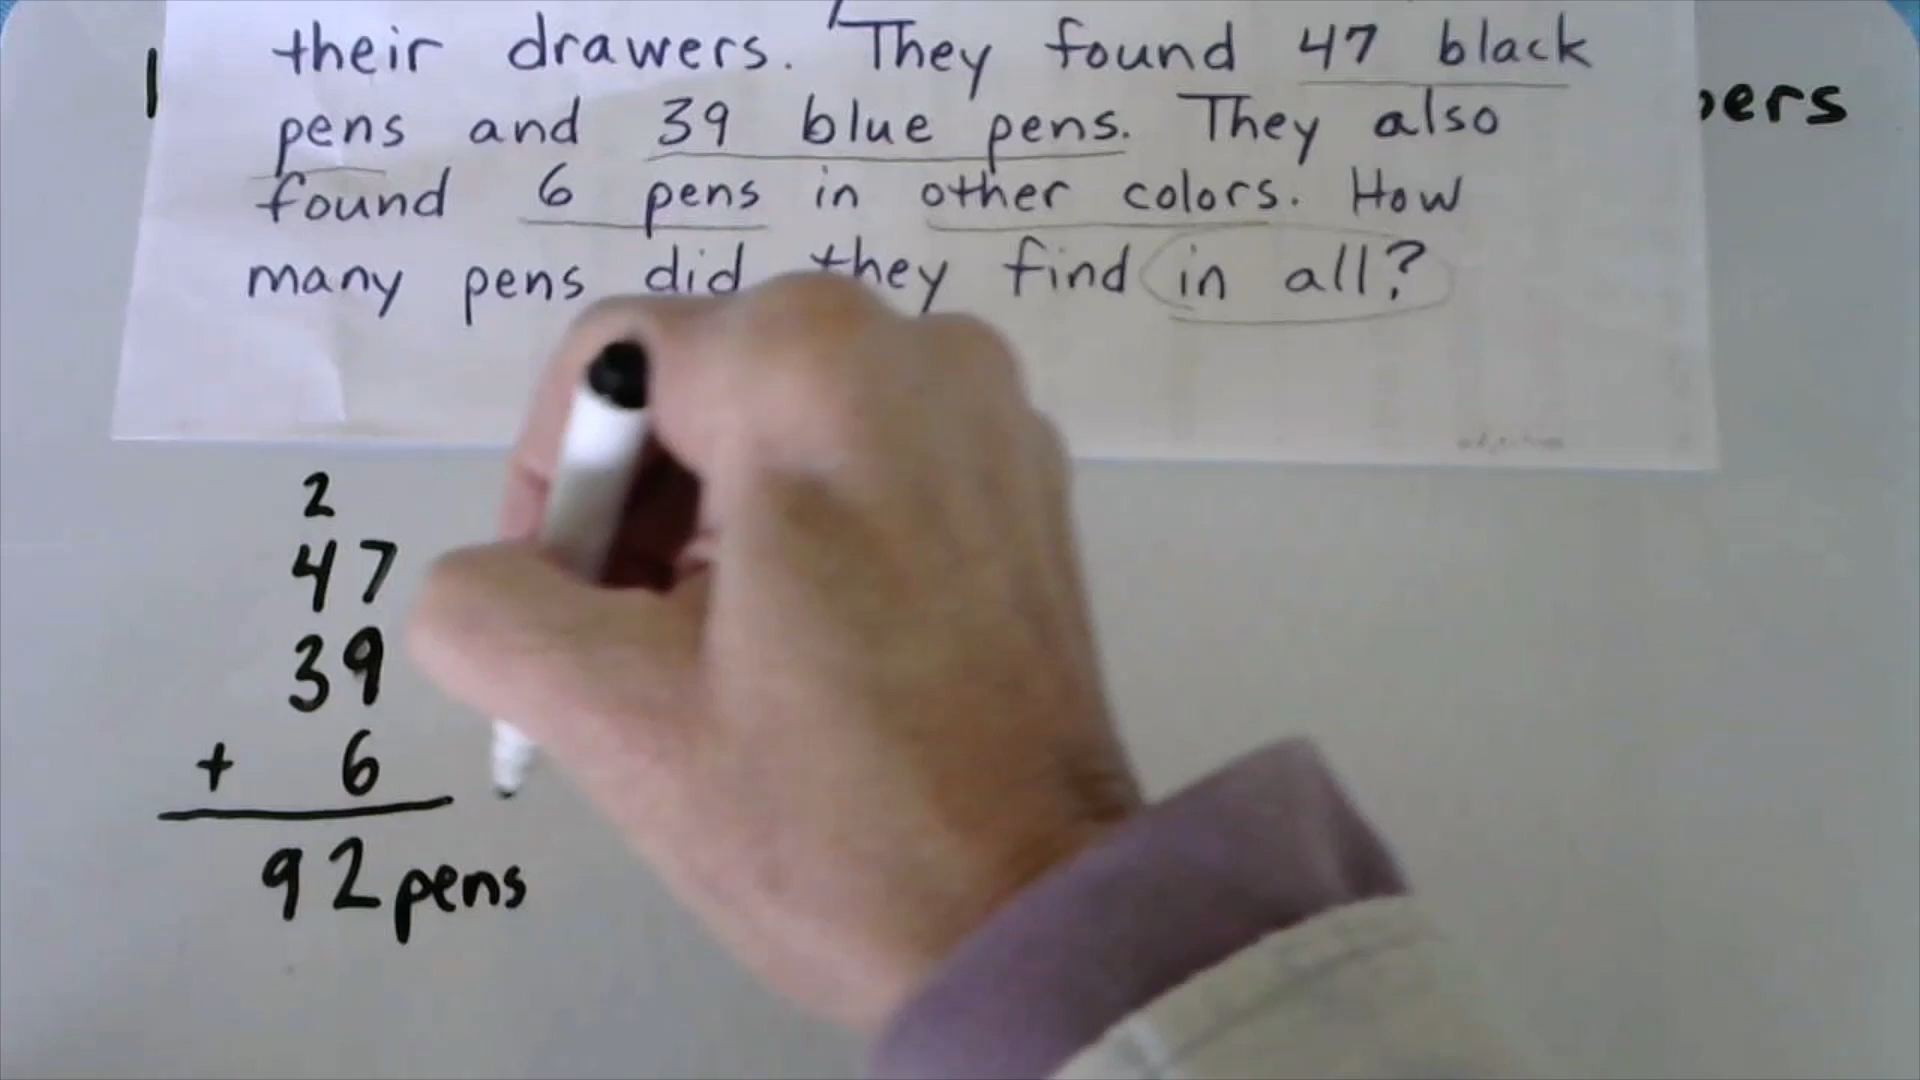 their drawers. They found 47 black
pens and 39 blue pens. They also
found 6 pens in other colors. How
many pens did they find in all?
2
47
39
+ 6
92 pens